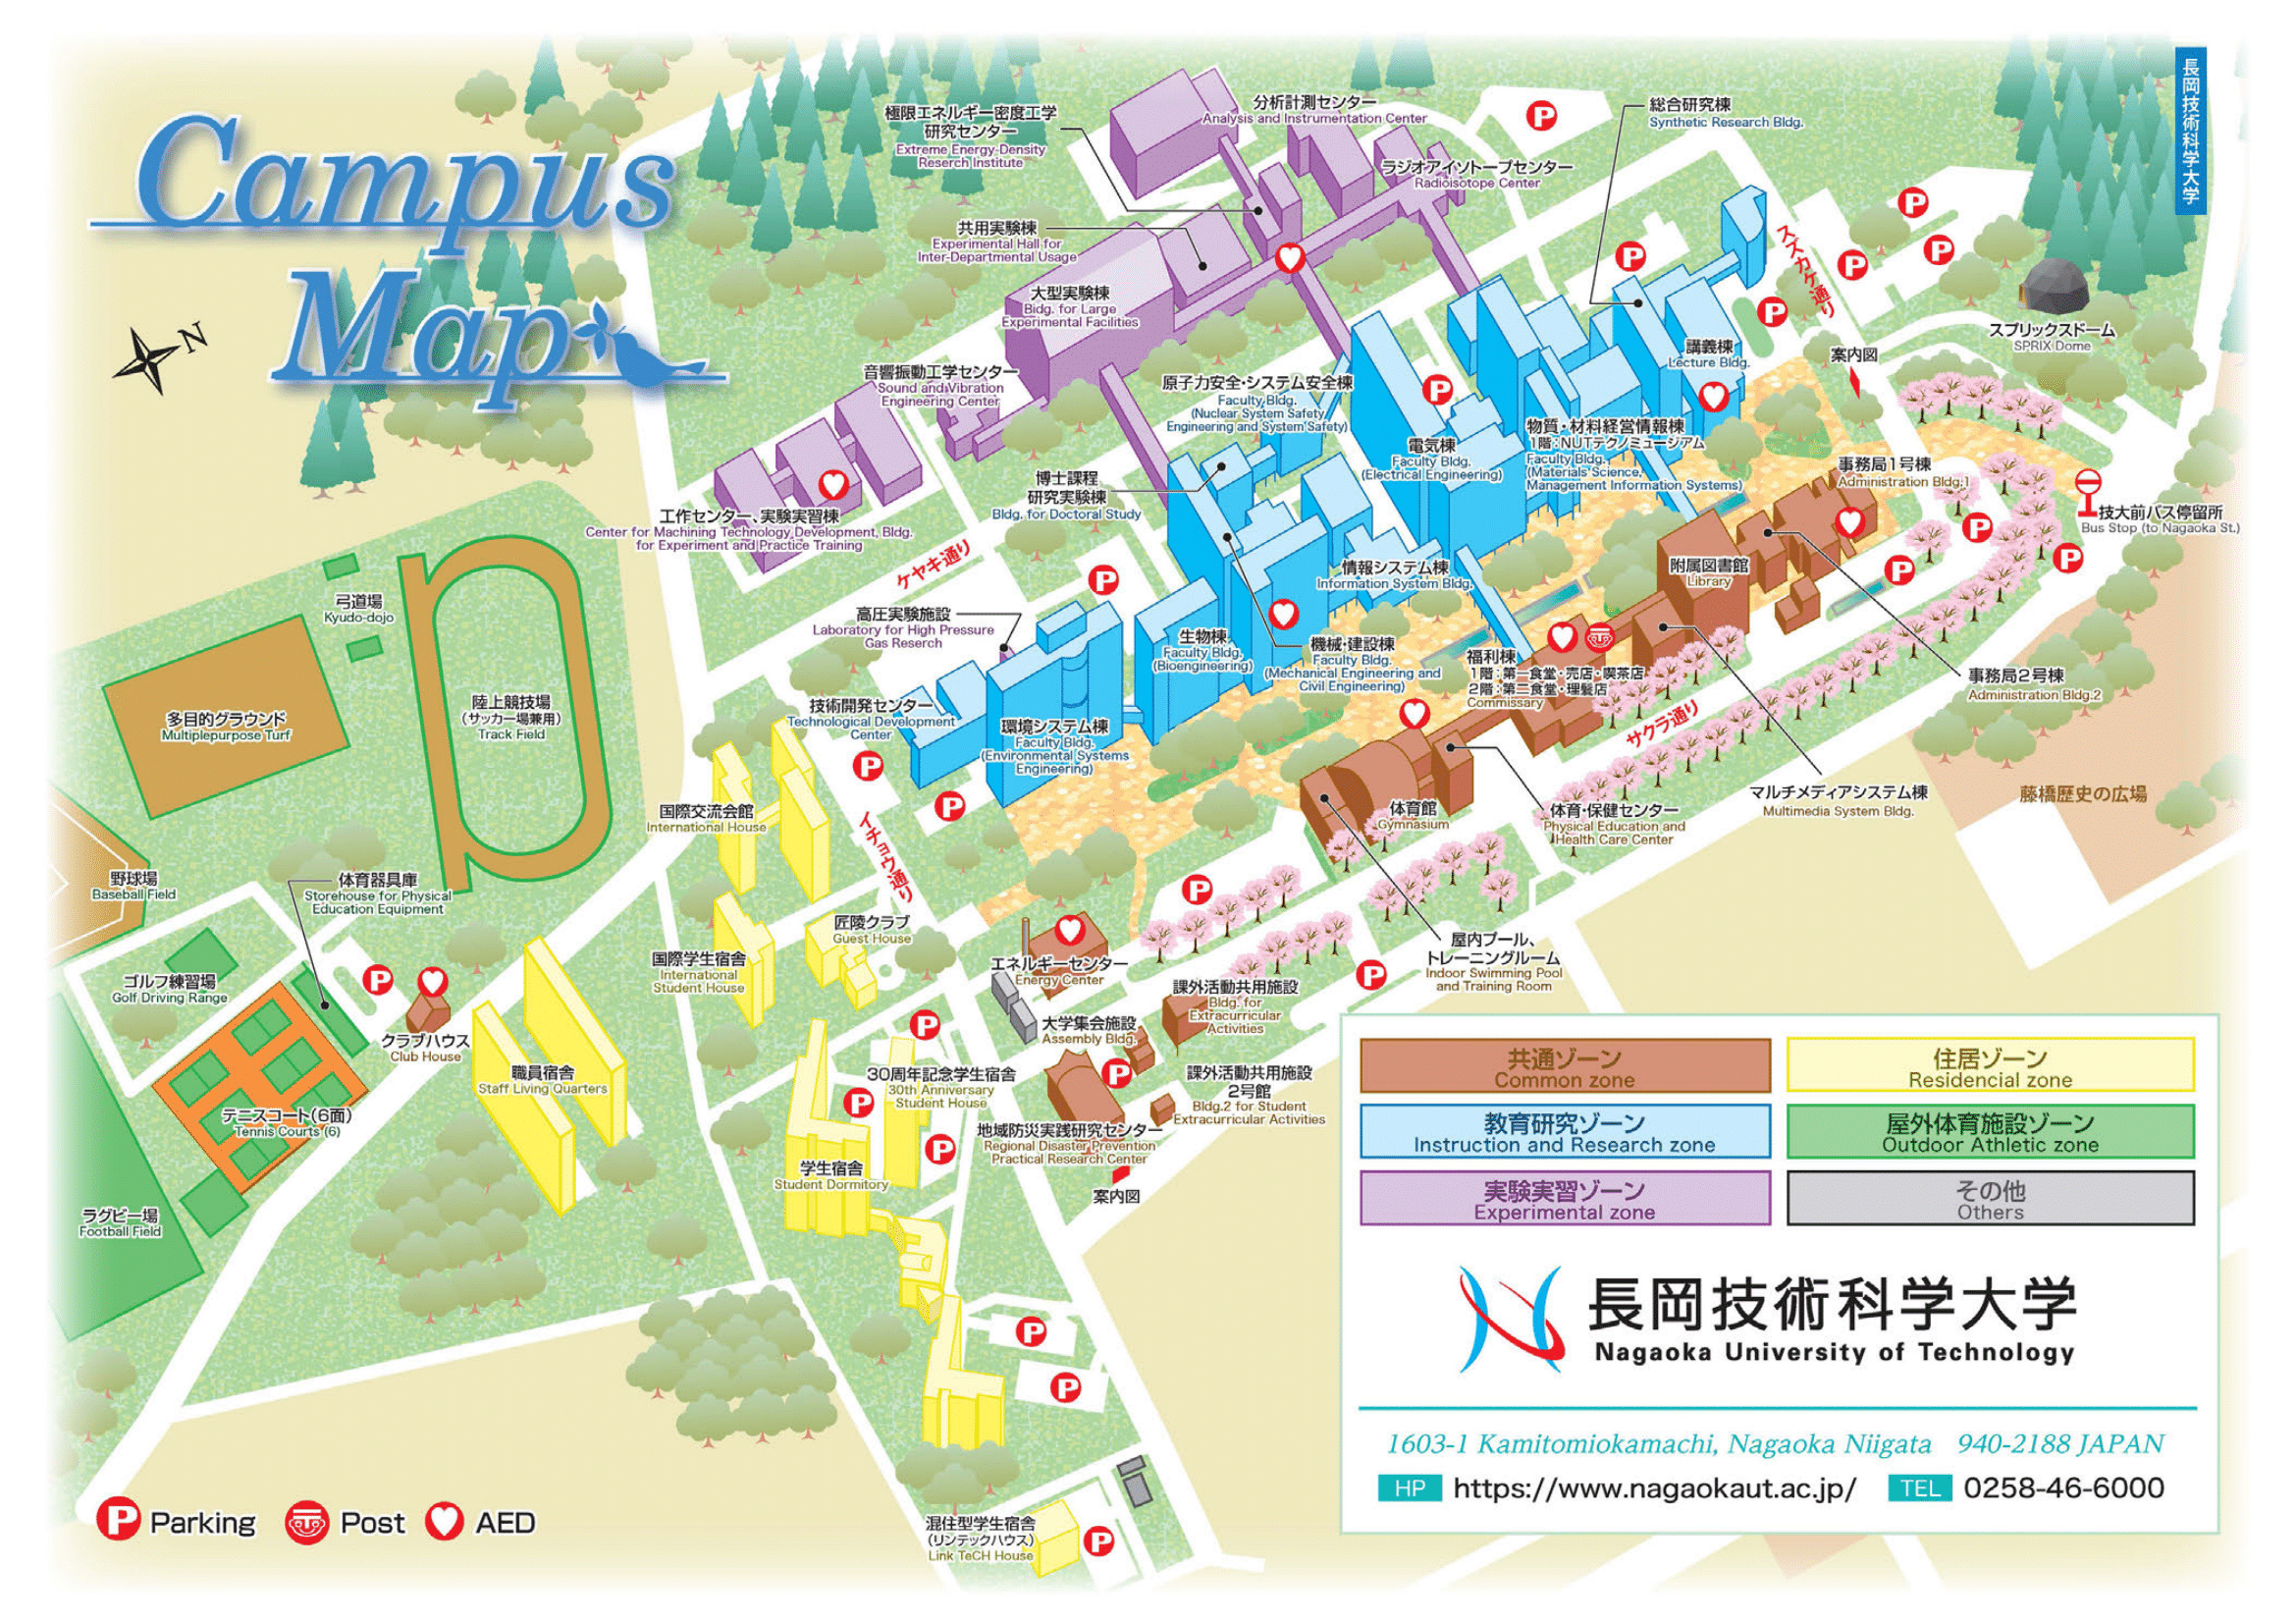 Campus
Map
N
長岡技術科学大学
極限エネルギー密度工学
研究センター
Extreme Energy-Density
Reserch Institute
分析計測センター
Analysis and Instrumentation Center
総合研究棟
Synthetic Research Bldg.
ラジオアイソトープセンター
Radioisotope Center
共用実験棟
Experimental Hall for
Inter-Departmental Usage
大型実験棟
Bldg. for Large
Experimental Facilities
スズカケ通り
スプリックスドーム
SPRIX Dome
案内図
講義棟
Lecture Bldg.
音響振動工学センター
Sound and Vibration
Engineering Center
原子力安全・システム安全棟
Faculty Bldg.
(Nuclear System Safety
Engineering and System Safety)
電気棟
Faculty Bldg.
(Electrical Engineering)
物質・材料経営情報棟
1階:NUTテクノミュージアム
Faculty Bldg.
(Materials Science,
Management Information Systems)
事務局1号棟
Administration Bldg.1
博士課程
研究実験棟
Bldg. for Doctoral Study
工作センター、実験実習棟
Center for Machining Technology Development, Bldg.
for Experiment and Practice Training
技大前バス停留所
Bus Stop (to Nagaoka St.)
ケヤキ通り
情報システム棟
Information System Bldg.
附属図書館
Library
弓道場
Kyudo-dojo
高圧実験施設
Laboratory for High Pressure
Gas Reserch
生物棟
Faculty Bldg.
(Bioengineering)
機械・建設棟
Faculty Bldg.
(Mechanical Engineering and
Civil Engineering)
福利棟
1階:第一食堂・売店・喫茶店
2階:第二食堂・理髪店
Commissary
事務局2号棟
Administration Bldg.2
多目的グラウンド
Multiplepurpose Turf
陸上競技場
(サッカー場兼用)
Track Field
技術開発センター
Technological Development
Center
環境システム棟
Faculty Bldg.
(Environmental Systems
Engineering)
サクラ通り
マルチメディアシステム棟
Multimedia System Bldg.
藤橋歴史の広場
国際交流会館
International House
イチョウ通り
体育館
Gymnasium
体育・保健センター
Physical Education and
Health Care Center
野球場
Baseball Field
体育器具庫
Storehouse for Physical
Education Equipment
匠陵クラブ
Guest House
屋内プール、
トレーニングルーム
Indoor Swimming Pool
and Training Room
国際学生宿舎
International
Student House
エネルギーセンター
Energy Center
ゴルフ練習場
Golf Driving Range
課外活動共用施設
Bldg. for
Extracurricular
Activities
クラブハウス
Club House
大学集会施設
Assembly Bldg.
職員宿舎
Staff Living Quarters
30周年記念学生宿舎
30th Anniversary
Student House
課外活動共用施設
2号館
Bldg.2 for Student
Extracurricular Activities
テニスコート(6面)
Tennis Courts (6)
地域防災実践研究センター
Regional Disaster Prevention
Practical Research Center
学生宿舎
Student Dormitory
案内図
ラグビー場
Football Field
混住型学生宿舎
(リンテックハウス)
Link TeCH House
P Parking
Post
AED
共通ゾーン
Common zone
住居ゾーン
Residencial zone
教育研究ゾーン
Instruction and Research zone
屋外体育施設ゾーン
Outdoor Athletic zone
実験実習ゾーン
Experimental zone
その他
Others
長岡技術科学大学
Nagaoka University of Technology
1603-1 Kamitomiokamachi, Nagaoka Niigata 940-2188 JAPAN
HP https://www.nagaokaut.ac.jp/ TEL 0258-46-6000